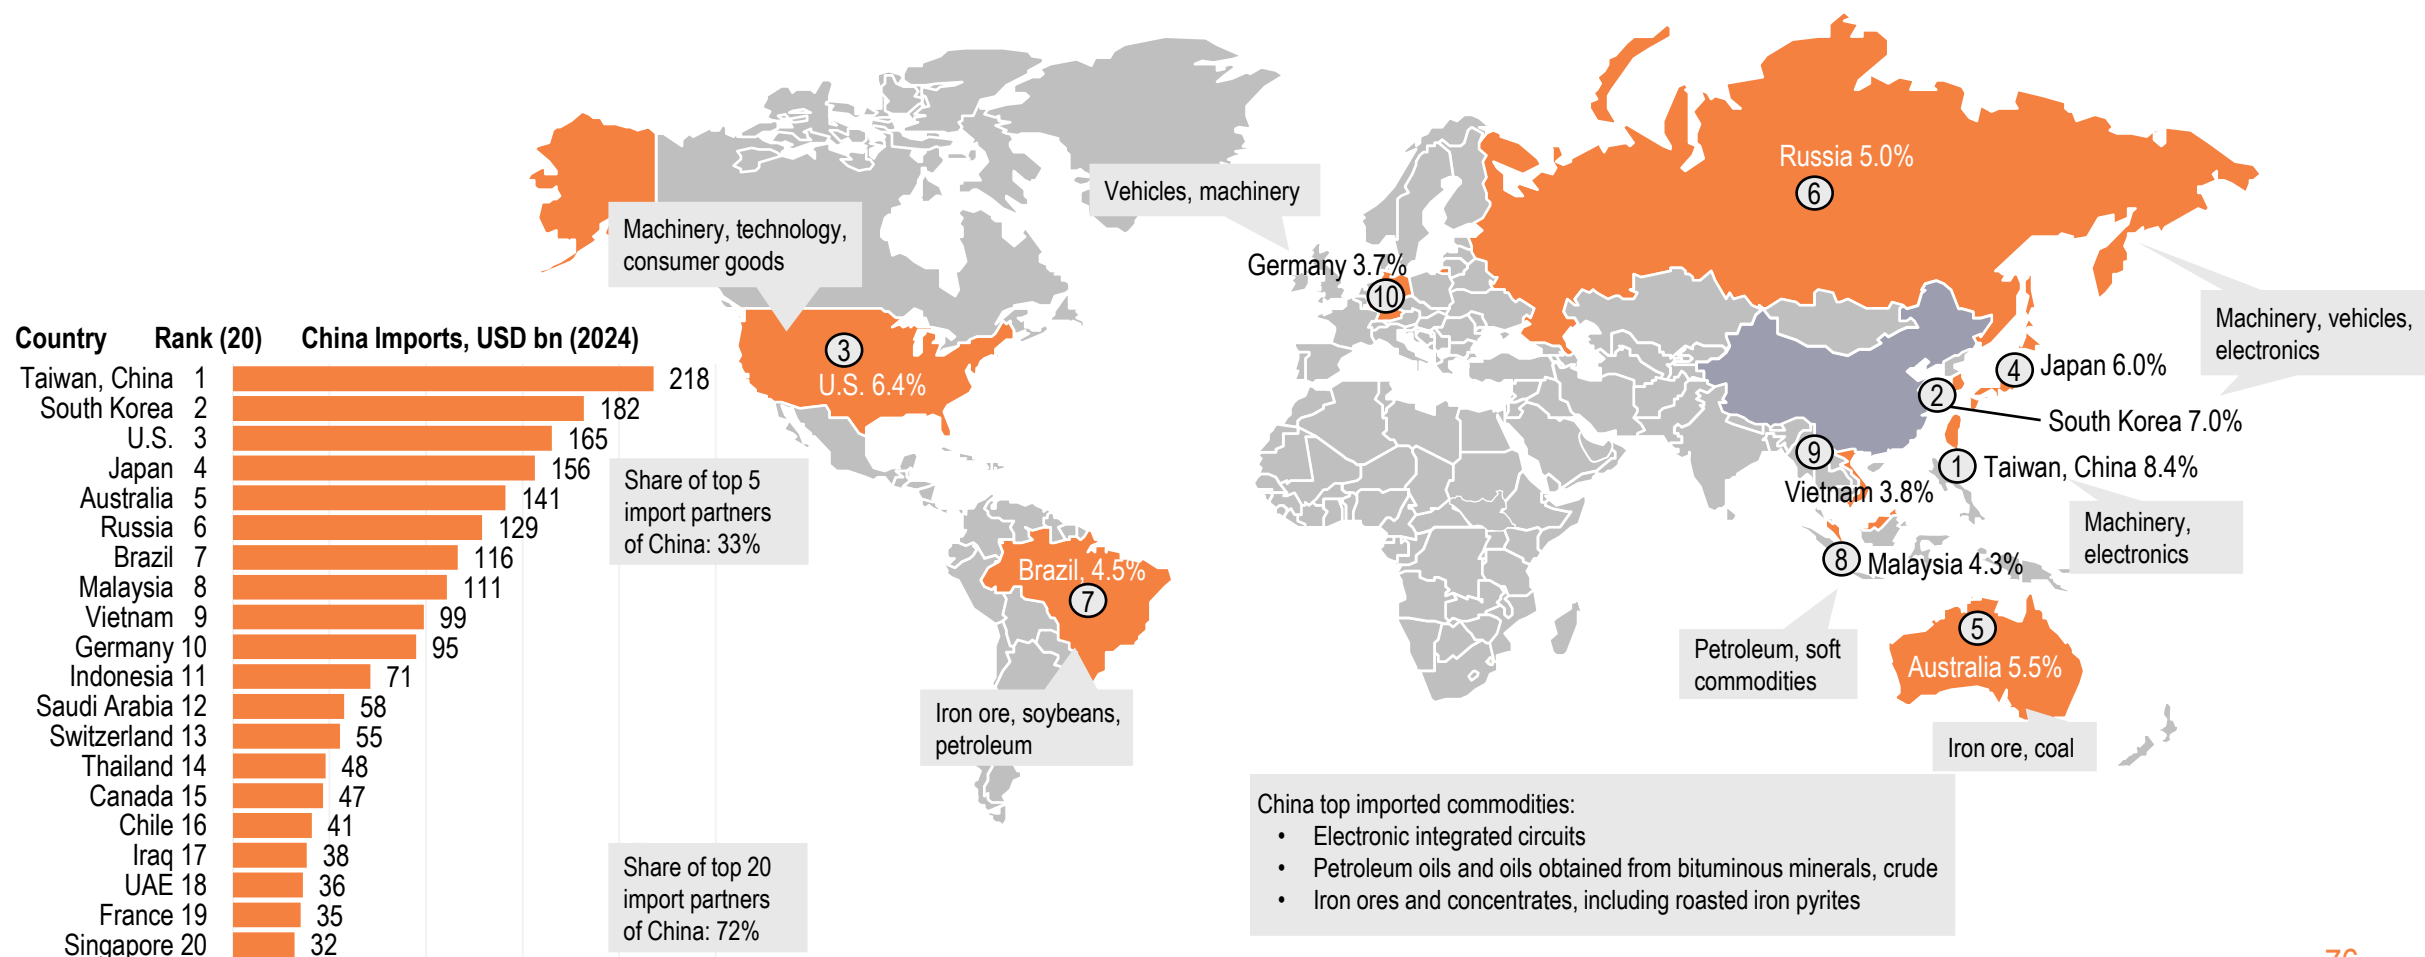 Country Rank (20) China Imports, USD bn (2024)
Taiwan, China 1 218
South Korea 2 182
U.S. 3 165
Japan 4 156
Australia 5 141
Russia 6 129
Brazil 7 116
Malaysia 8 111
Vietnam 9 99
Germany 10 95
Indonesia 11 71
Saudi Arabia 12 58
Switzerland 13 55
Thailand 14 48
Canada 15 47
Chile 16 41
Iraq 17 38
UAE 18 36
France 19 35
Singapore 20 32
Share of top 5
import partners
of China: 33%
Share of top 20
import partners
of China: 72%
Machinery, technology,
consumer goods
3
U.S. 6.4%
Vehicles, machinery
Germany 3.7%
10
Russia 5.0%
6
Machinery, vehicles,
electronics
4
Japan 6.0%
2
South Korea 7.0%
9
Vietnam 3.8%
1
Taiwan, China 8.4%
Machinery,
electronics
8
Malaysia 4.3%
Petroleum, soft
commodities
5
Australia 5.5%
Iron ore, coal
Brazil, 4.5%
7
Iron ore, soybeans,
petroleum
China top imported commodities:
• Electronic integrated circuits
• Petroleum oils and oils obtained from bituminous minerals, crude
• Iron ores and concentrates, including roasted iron pyrites